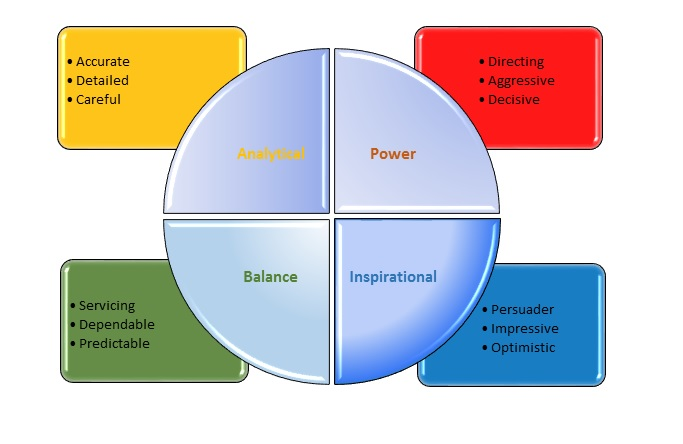 • Accurate
• Detailed
• Careful
• Directing
• Aggressive
• Decisive
Analytical
Power
Balance
Inspirational
• Servicing
• Dependable
• Predictable
• Persuader
• Impressive
• Optimistic